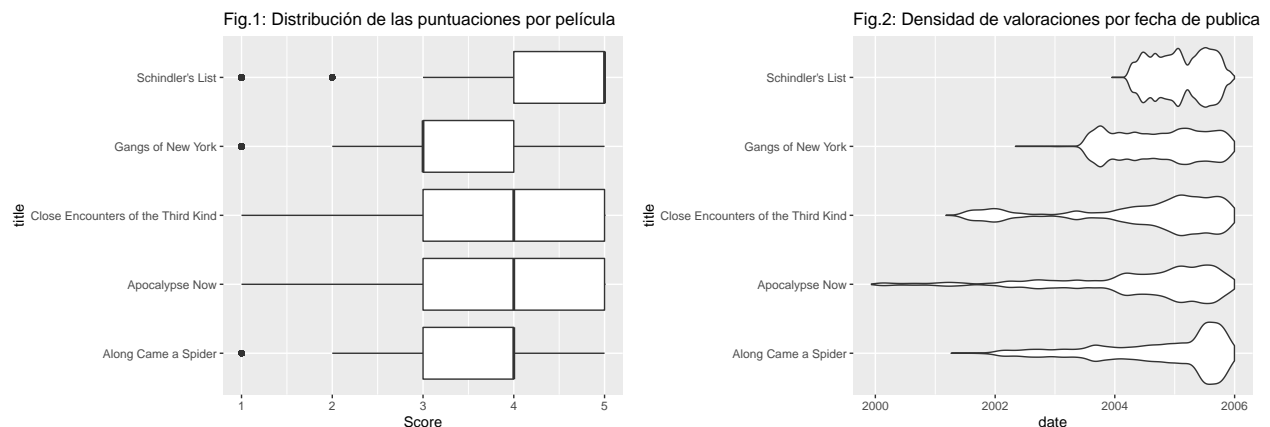 Fig.1: Distribución de las puntuaciones por película
Schindler's List
Gangs of New York
Close Encounters of the Third Kind
Apocalypse Now
Along Came a Spider
title
1 2 3 4 5
Score
Fig.2: Densidad de valoraciones por fecha de publica
Schindler's List
Gangs of New York
Close Encounters of the Third Kind
Apocalypse Now
Along Came a Spider
title
2000 2002 2004 2006
date